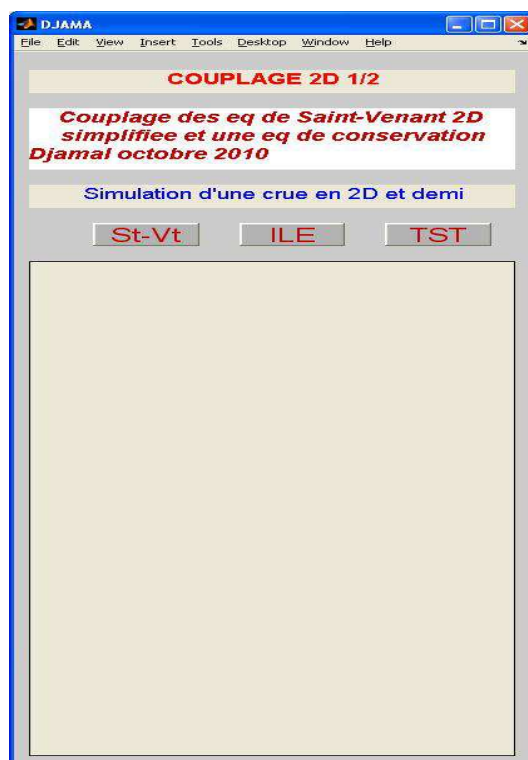 DJAMA
File Edit View Insert Tools Desktop Window Help
COUPLAGE 2D 1/2
Couplage des eq de Saint-Venant 2D
simplifiee et une eq de conservation
Djamal octobre 2010
Simulation d'une crue en 2D et demi
St-Vt ILE TST